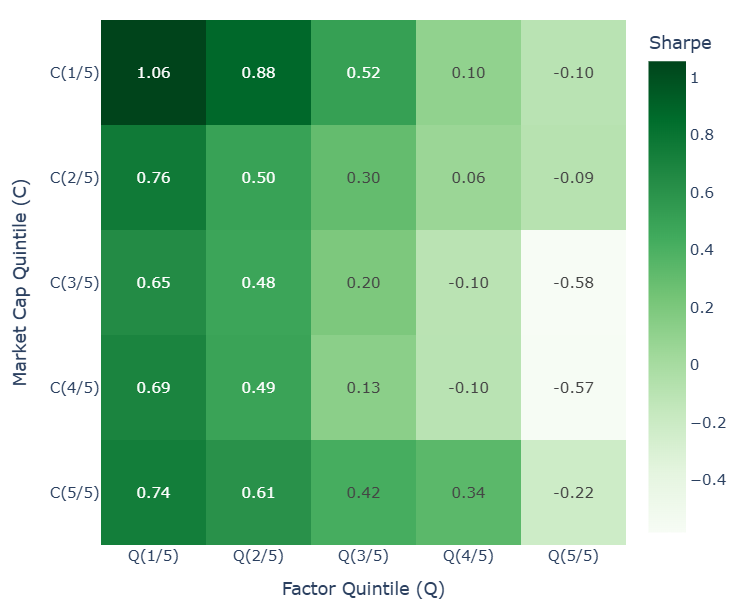 Sharpe
C(1/5) 1.06 0.88 0.52 0.10 -0.10
C(2/5) 0.76 0.50 0.30 0.06 -0.09
C(3/5) 0.65 0.48 0.20 -0.10 -0.58
C(4/5) 0.69 0.49 0.13 -0.10 -0.57
C(5/5) 0.74 0.61 0.42 0.34 -0.22
Q(1/5) Q(2/5) Q(3/5) Q(4/5) Q(5/5)
Factor Quintile (Q)
Market Cap Quintile (C)
1
0.8
0.6
0.4
0.2
0
−0.2
−0.4